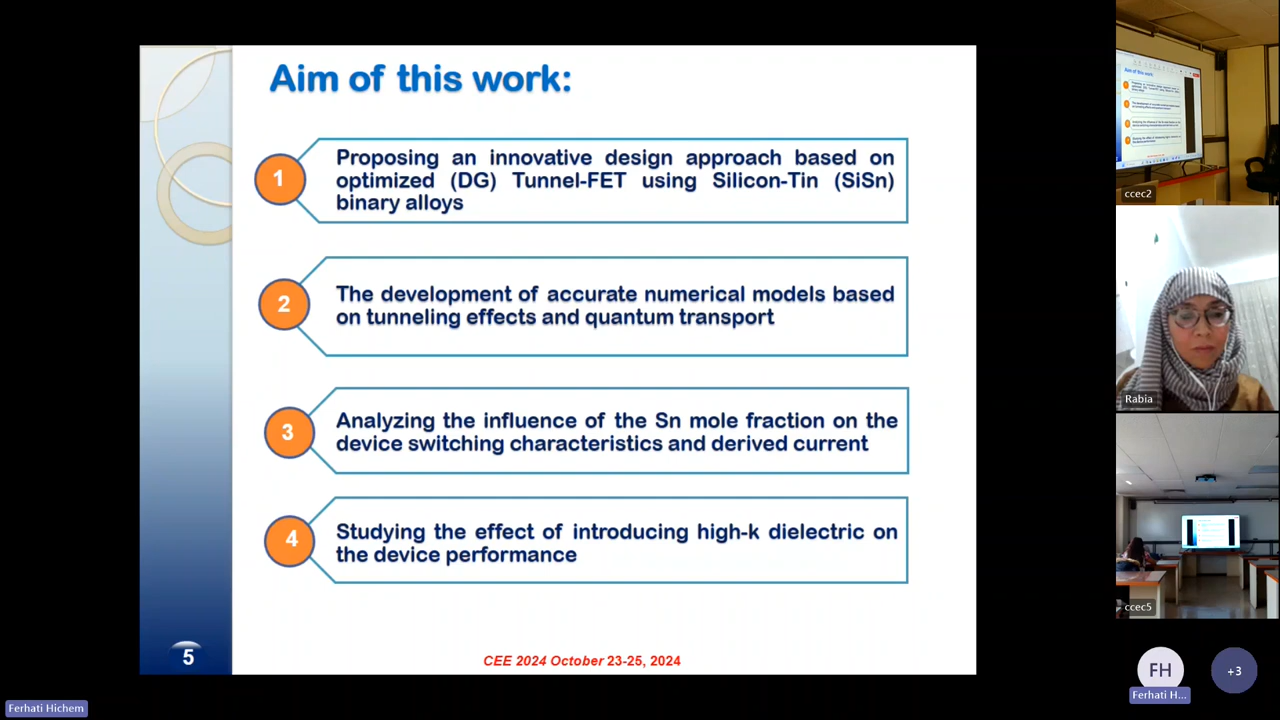 Aim of this work:
1
Proposing an innovative design approach based on
optimized (DG) Tunnel-FET using Silicon-Tin (SiSn)
binary alloys
2
The development of accurate numerical models based
on tunneling effects and quantum transport
3
Analyzing the influence of the Sn mole fraction on the
device switching characteristics and derived current
4
Studying the effect of introducing high-k dielectric on
the device performance
5
CEE 2024 October 23-25, 2024
Ferhati Hichem
Aim of this work
ccec2
Rabia
ccec5
FH
Ferhati H...
+3